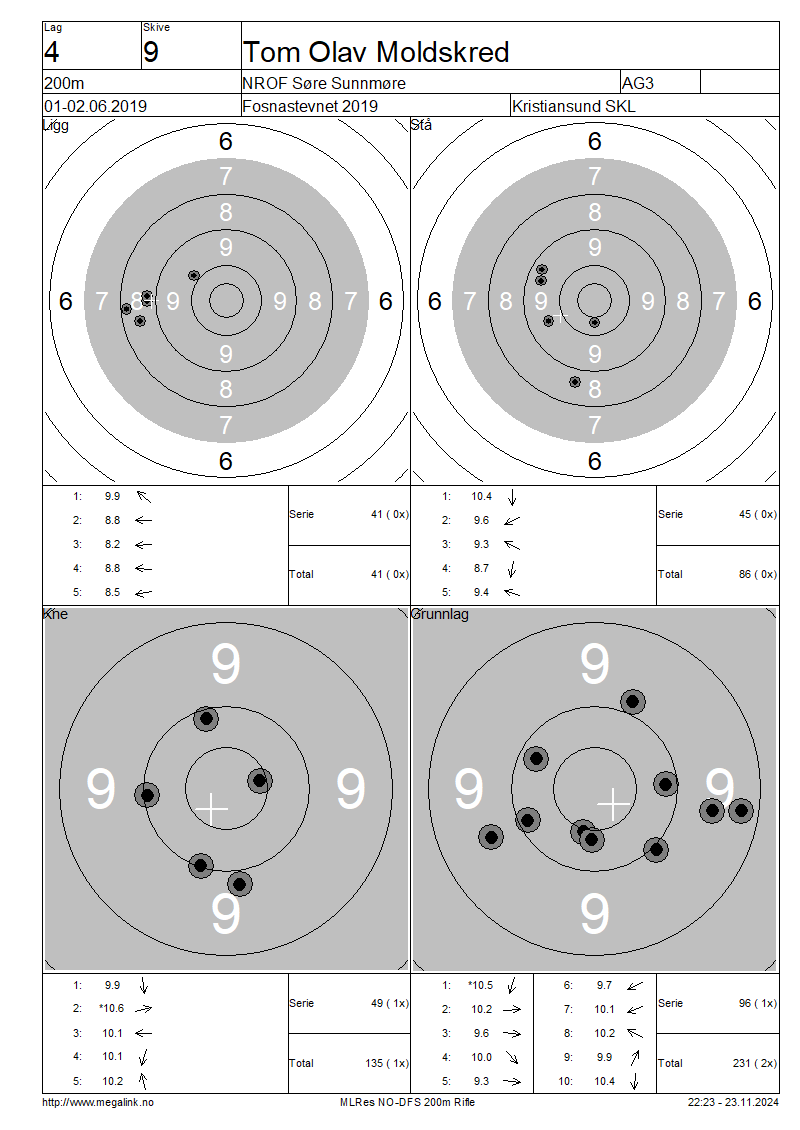 Lag
Skive
4
9
Tom Olav Moldskred
200m
NROF Søre Sunnmøre
AG3
01-02.06.2019
Fosnastevnet 2019
Kristiansund SKL
Ligg
Stå
6
6
7
7
8
8
9
9
6 7 8 9 9 8 7 6
6 7 8 9 9 8 7 6
9
9
8
8
7
7
6
6
1: 9.9
2: 8.8
3: 8.2
4: 8.8
5: 8.5
Serie 41 ( 0x)
Total 41 ( 0x)
1: 10.4
2: 9.6
3: 9.3
4: 8.7
5: 9.4
Serie 45 ( 0x)
Total 86 ( 0x)
Kne
Grunnlag
9
9
9 9
9 9
9
9
1: 9.9
2: *10.6
3: 10.1
4: 10.1
5: 10.2
Serie 49 ( 1x)
Total 135 ( 1x)
1: *10.5
2: 10.2
3: 9.6
4: 10.0
5: 9.3
6: 9.7
7: 10.1
8: 10.2
9: 9.9
10: 10.4
Serie 96 ( 1x)
Total 231 ( 2x)
http://www.megalink.no
MLRes NO-DFS 200m Rifle
22:23 - 23.11.2024